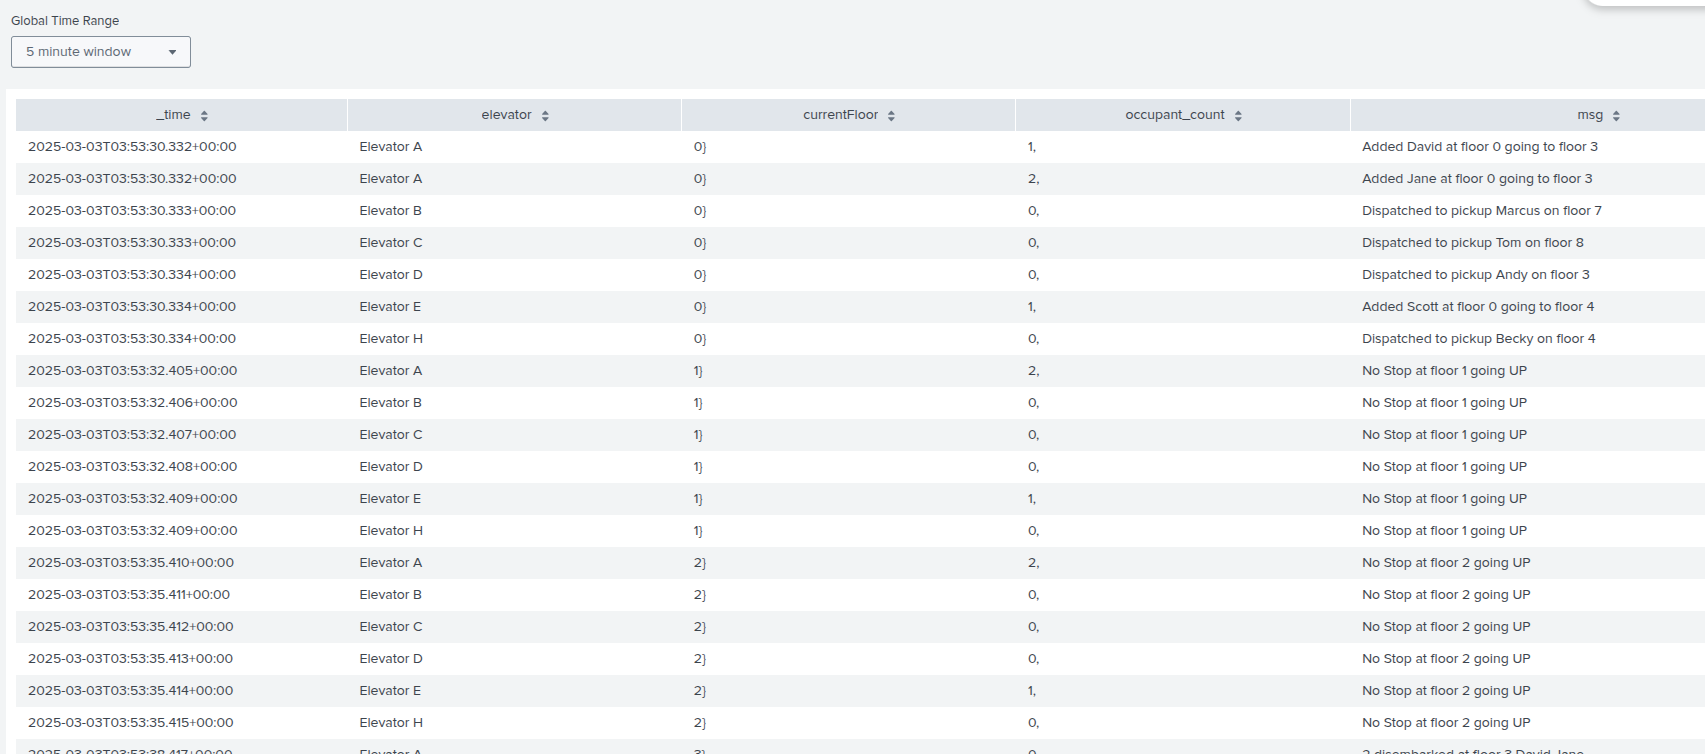 Global Time Range
5 minute window
_time elevator currentFloor occupant_count msg
2025-03-03T03:53:30.332+00:00 Elevator A 0} 1, Added David at floor 0 going to floor 3
2025-03-03T03:53:30.332+00:00 Elevator A 0} 2, Added Jane at floor 0 going to floor 3
2025-03-03T03:53:30.333+00:00 Elevator B 0} 0, Dispatched to pickup Marcus on floor 7
2025-03-03T03:53:30.333+00:00 Elevator C 0} 0, Dispatched to pickup Tom on floor 8
2025-03-03T03:53:30.334+00:00 Elevator D 0} 0, Dispatched to pickup Andy on floor 3
2025-03-03T03:53:30.334+00:00 Elevator E 0} 1, Added Scott at floor 0 going to floor 4
2025-03-03T03:53:30.334+00:00 Elevator H 0} 0, Dispatched to pickup Becky on floor 4
2025-03-03T03:53:32.405+00:00 Elevator A 1} 2, No Stop at floor 1 going UP
2025-03-03T03:53:32.406+00:00 Elevator B 1} 0, No Stop at floor 1 going UP
2025-03-03T03:53:32.407+00:00 Elevator C 1} 0, No Stop at floor 1 going UP
2025-03-03T03:53:32.408+00:00 Elevator D 1} 0, No Stop at floor 1 going UP
2025-03-03T03:53:32.409+00:00 Elevator E 1} 1, No Stop at floor 1 going UP
2025-03-03T03:53:32.409+00:00 Elevator H 1} 0, No Stop at floor 1 going UP
2025-03-03T03:53:35.410+00:00 Elevator A 2} 2, No Stop at floor 2 going UP
2025-03-03T03:53:35.411+00:00 Elevator B 2} 0, No Stop at floor 2 going UP
2025-03-03T03:53:35.412+00:00 Elevator C 2} 0, No Stop at floor 2 going UP
2025-03-03T03:53:35.413+00:00 Elevator D 2} 0, No Stop at floor 2 going UP
2025-03-03T03:53:35.414+00:00 Elevator E 2} 1, No Stop at floor 2 going UP
2025-03-03T03:53:35.415+00:00 Elevator H 2} 0, No Stop at floor 2 going UP
2025-03-03T03:53:38.417+00:00 Elevator A 3} 0, 2 disembarked at floor 3 David, Jane